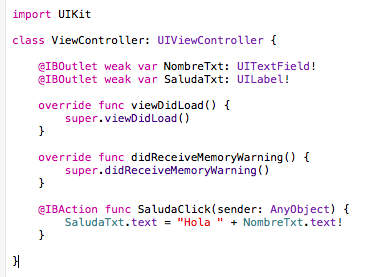 import UIKit
class ViewController: UIViewController {
@IBOutlet weak var NombreTxt: UITextField!
@IBOutlet weak var SaludaTxt: UILabel!
override func viewDidLoad() {
super.viewDidLoad()
}
override func didReceiveMemoryWarning() {
super.didReceiveMemoryWarning()
}
@IBAction func SaludaClick(sender: AnyObject) {
SaludaTxt.text = "Hola " + NombreTxt.text!
}
}